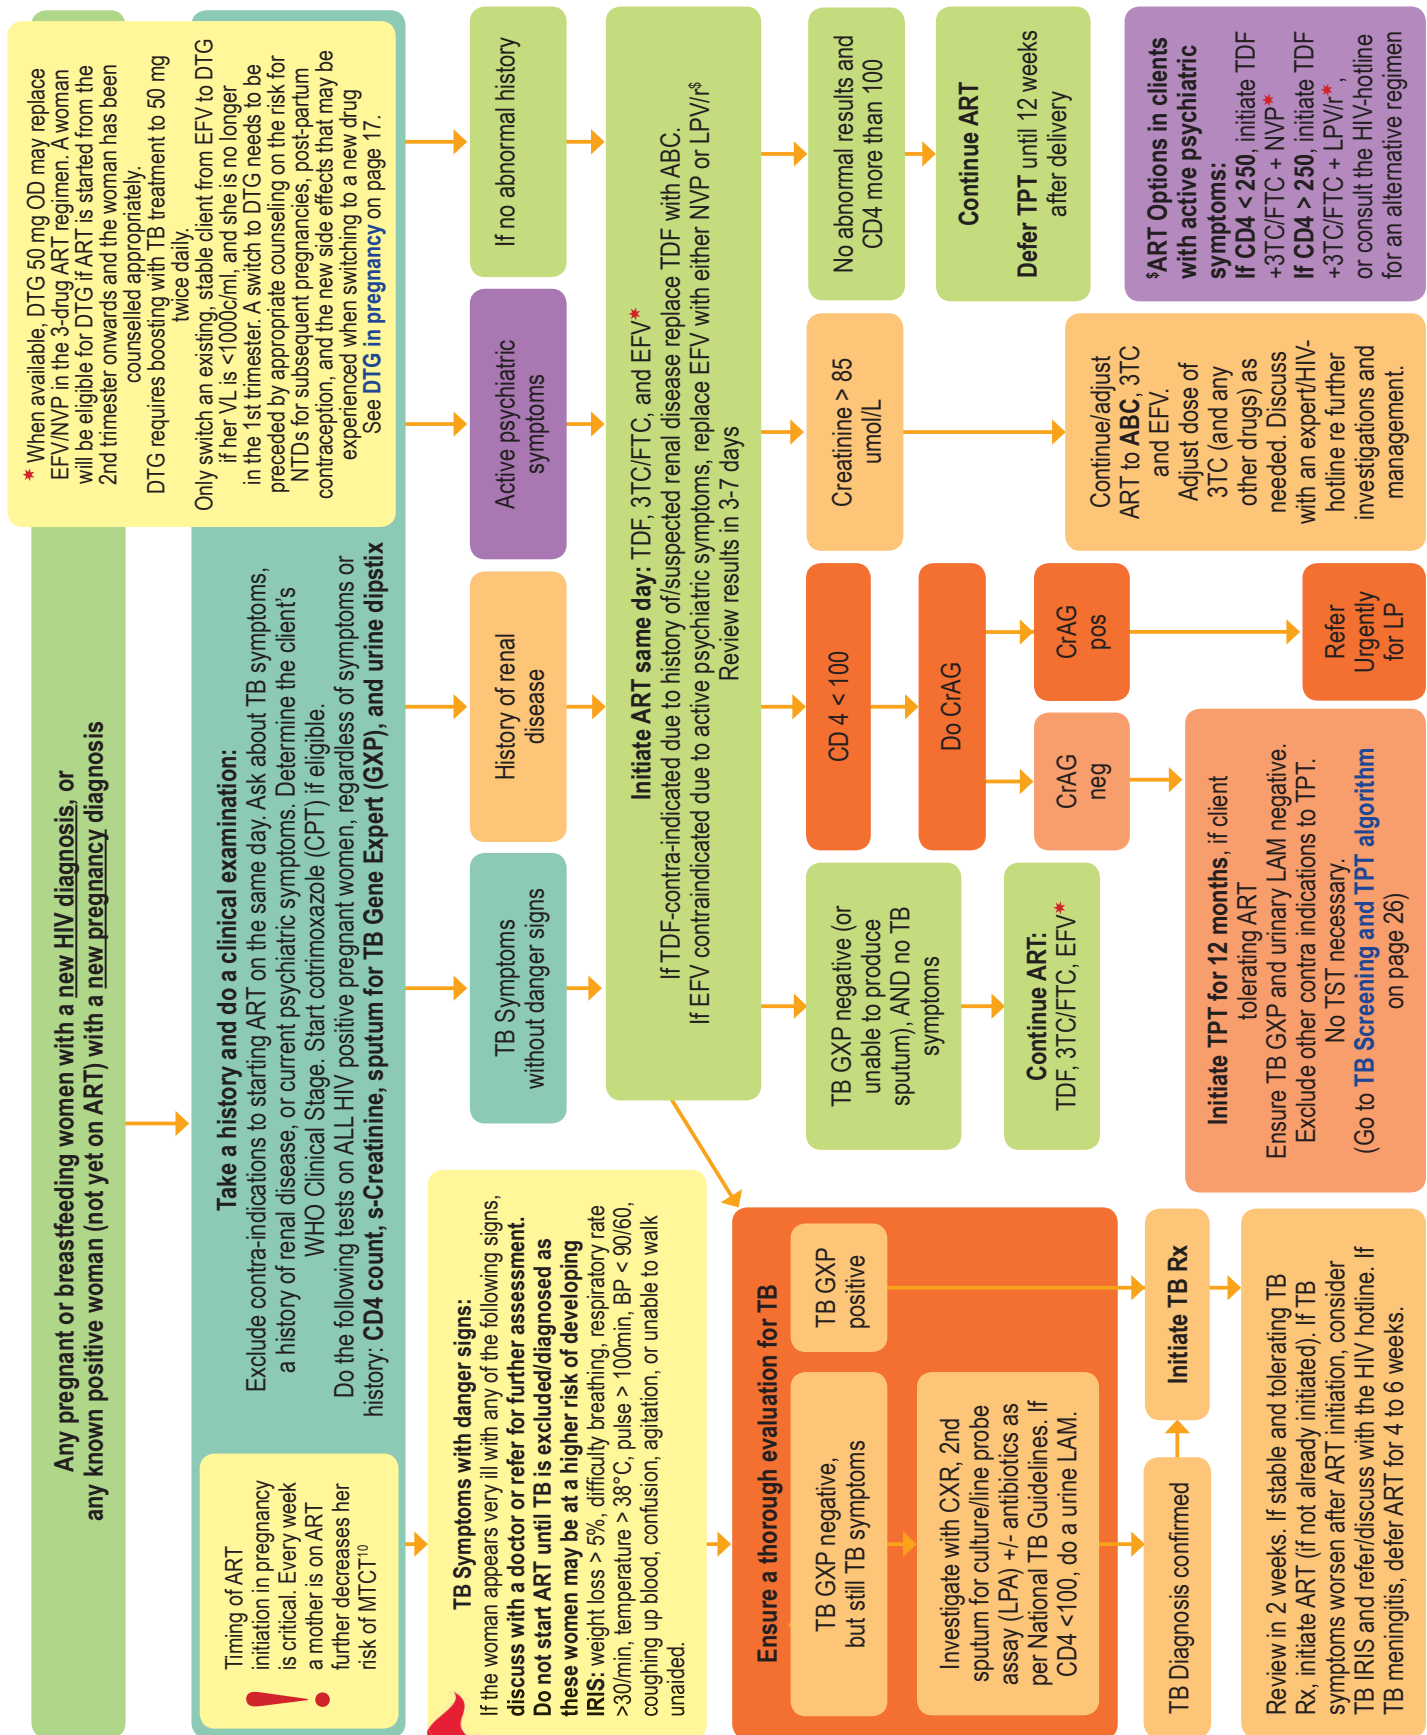 Any pregnant or breastfeeding women with a new HIV diagnosis, or
any known positive woman (not yet on ART) with a new pregnancy diagnosis
Timing of ART
initiation in pregnancy
is critical. Every week
a mother is on ART
further decreases her
risk of MTCT¹⁰
Take a history and do a clinical examination:
Exclude contra-indications to starting ART on the same day. Ask about TB symptoms,
a history of renal disease, or current psychiatric symptoms. Determine the client's
WHO Clinical Stage. Start cotrimoxazole (CPT) if eligible.
Do the following tests on ALL HIV positive pregnant women, regardless of symptoms or
history: CD4 count, s-Creatinine, sputum for TB Gene Expert (GXP), and urine dipstix
* When available, DTG 50 mg OD may replace
EFV/NVP in the 3-drug ART regimen. A woman
will be eligible for DTG if ART is started from the
2nd trimester onwards and the woman has been
counselled appropriately.
DTG requires boosting with TB treatment to 50 mg
twice daily.
Only switch an existing, stable client from EFV to DTG
if her VL is <1000c/ml, and she is no longer
in the 1st trimester. A switch to DTG needs to be
preceded by appropriate counseling on the risk for
NTDs for subsequent pregnancies, post-partum
contraception, and the new side effects that may be
experienced when switching to a new drug
See DTG in pregnancy on page 17.
TB Symptoms with danger signs:
If the woman appears very ill with any of the following signs,
discuss with a doctor or refer for further assessment.
Do not start ART until TB is excluded/diagnosed as
these women may be at a higher risk of developing
IRIS: weight loss > 5%, difficulty breathing, respiratory rate
>30/min, temperature > 38°C, pulse > 100min, BP < 90/60,
coughing up blood, confusion, agitation, or unable to walk
unaided.
TB Symptoms
without danger signs
History of renal
disease
Active psychiatric
symptoms
If no abnormal history
Initiate ART same day: TDF, 3TC/FTC, and EFV*
If TDF-contra-indicated due to history of/suspected renal disease replace TDF with ABC.
If EFV contraindicated due to active psychiatric symptoms, replace EFV with either NVP or LPV/r$
Review results in 3-7 days
Ensure a thorough evaluation for TB
TB GXP negative,
but still TB symptoms
TB GXP
positive
Investigate with CXR, 2nd
sputum for culture/line probe
assay (LPA) +/- antibiotics as
per National TB Guidelines. If
CD4 <100, do a urine LAM.
TB Diagnosis confirmed
Initiate TB Rx
Review in 2 weeks. If stable and tolerating TB
Rx, initiate ART (if not already initiated). If TB
symptoms worsen after ART initiation, consider
TB IRIS and refer/discuss with the HIV hotline. If
TB meningitis, defer ART for 4 to 6 weeks.
TB GXP negative (or
unable to produce
sputum), AND no TB
symptoms
Continue ART:
TDF, 3TC/FTC, EFV*
CD 4 < 100
Do CrAG
CrAG
neg
CrAG
pos
Initiate TPT for 12 months, if client
tolerating ART
Ensure TB GXP and urinary LAM negative.
Exclude other contra indications to TPT.
No TST necessary.
(Go to TB Screening and TPT algorithm
on page 26)
Refer
Urgently
for LP
Creatinine > 85
umol/L
Continue/adjust
ART to ABC, 3TC
and EFV.
Adjust dose of
3TC (and any
other drugs) as
needed. Discuss
with an expert/HIV-
hotline re further
investigations and
management.
No abnormal results and
CD4 more than 100
Continue ART
Defer TPT until 12 weeks
after delivery
$ART Options in clients
with active psychiatric
symptoms:
If CD4 < 250, initiate TDF
+3TC/FTC + NVP*
If CD4 > 250, initiate TDF
+3TC/FTC + LPV/r*,
or consult the HIV-hotline
for an alternative regimen